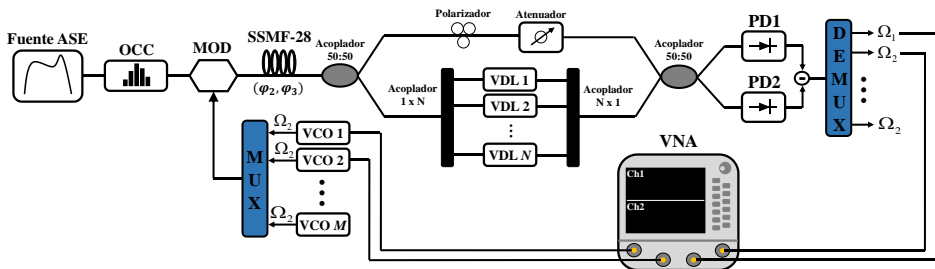 Fuente ASE
OCC
MOD
SSMF-28
(φ₂, φ₃)
Acoplador
50:50
Polarizador
Atenuador
Acoplador
1 x N
VDL 1
VDL 2
⋮
VDL N
Acoplador
N x 1
Acoplador
50:50
PD1
PD2
DEMUX
Ω₁
Ω₂
Ω₂
MUX
Ω₂
VCO 1
Ω₂
VCO 2
Ω₂
VCO M
VNA
Ch1
Ch2